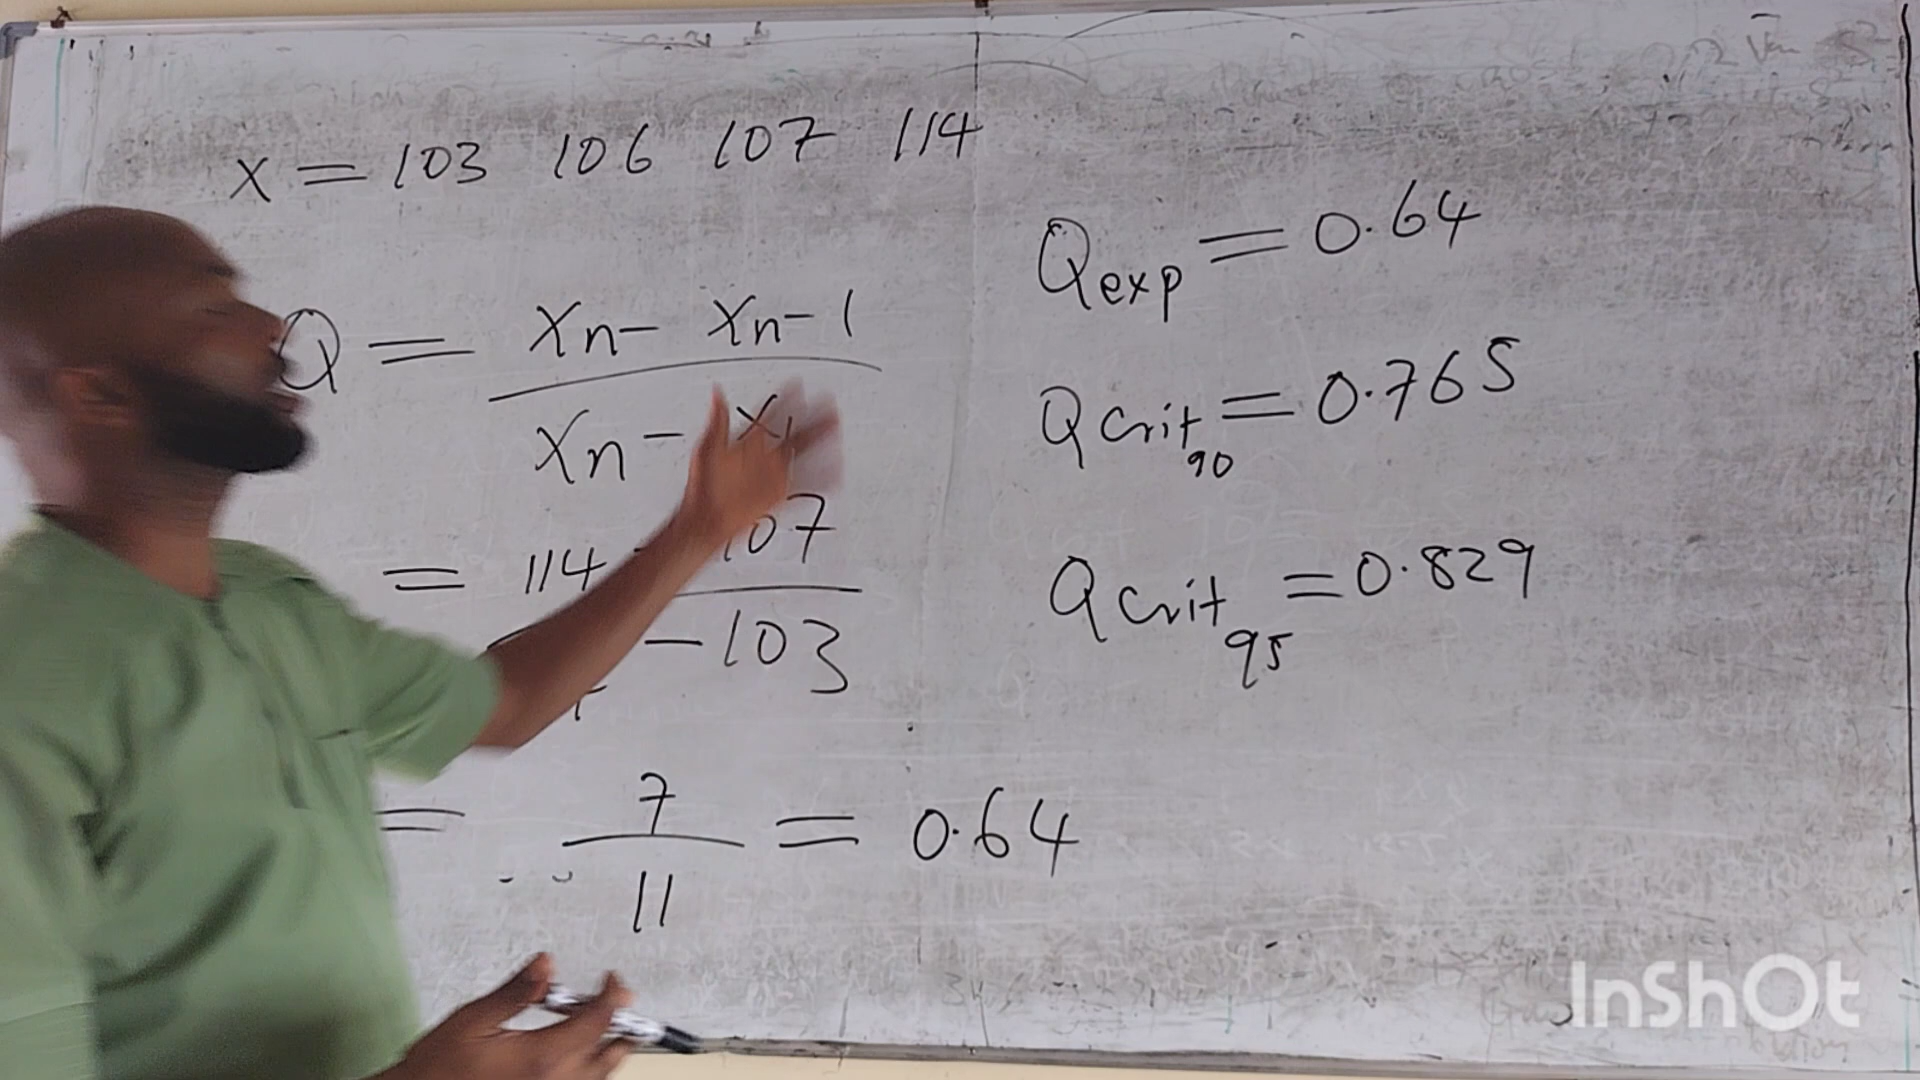 x = 103 106 107 114
Q = xn - xn-1
xn - x1
= 114 - 107
- 103
= 7
11
= 0.64
Qexp = 0.64
Qcrit90 = 0.765
Qcrit95 = 0.829
InShOt